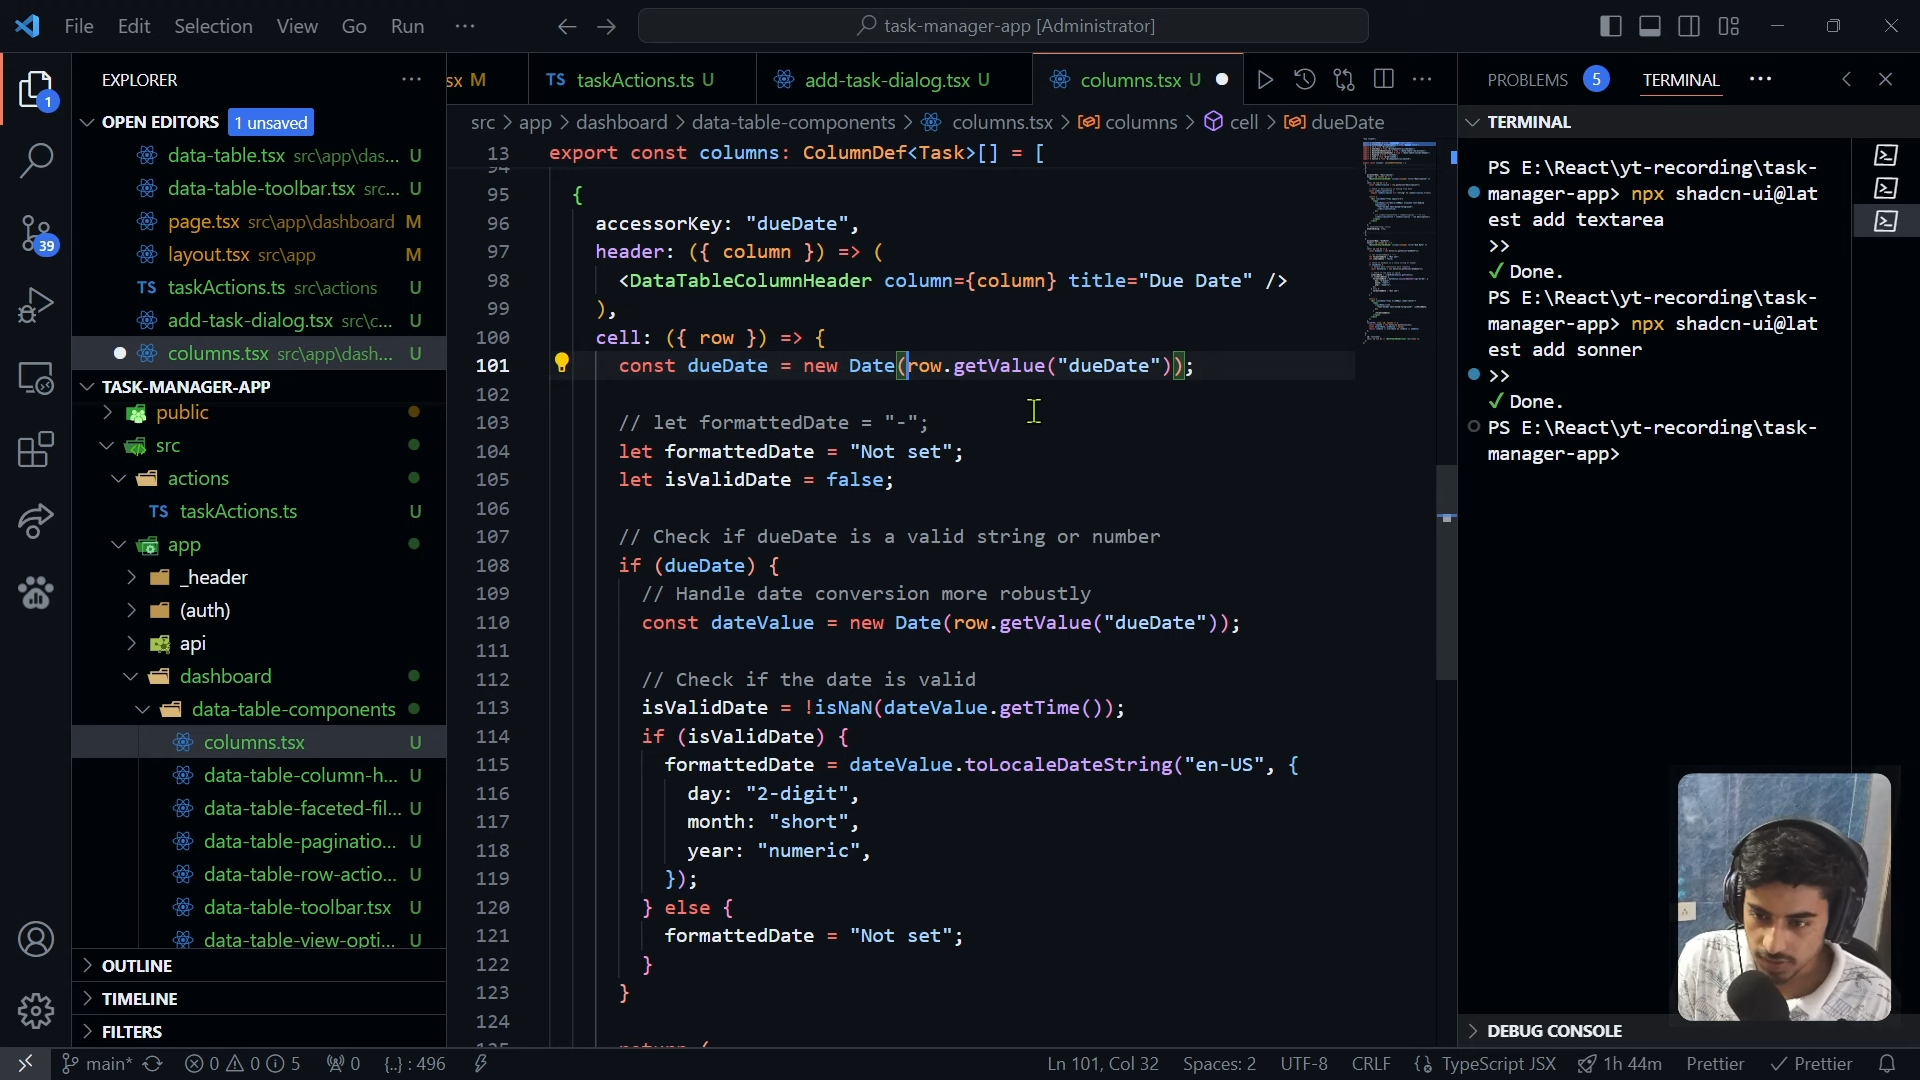 File Edit Selection View Go Run ···
task-manager-app [Administrator]
EXPLORER ···
1
OPEN EDITORS 1 unsaved
data-table.tsx src\app\das... U
data-table-toolbar.tsx src... U
page.tsx src\app\dashboard M
layout.tsx src\app M
TS taskActions.ts src\actions U
add-task-dialog.tsx src\c... U
columns.tsx src\app\dash... U
39
TASK-MANAGER-APP
public
src
actions
TS taskActions.ts U
app
_header
(auth)
api
dashboard
data-table-components
columns.tsx U
data-table-column-h... U
data-table-faceted-fil... U
data-table-paginatio... U
data-table-row-actio... U
data-table-toolbar.tsx U
data-table-view-opti... U
OUTLINE
TIMELINE
FILTERS
sx M TS taskActions.ts U add-task-dialog.tsx U columns.tsx U ···
src > app > dashboard > data-table-components > columns.tsx > columns > cell > dueDate
13 export const columns: ColumnDef<Task>[] = [
94
95 {
96 accessorKey: "dueDate",
97 header: ({ column }) => (
98 <DataTableColumnHeader column={column} title="Due Date" />
99 ),
100 cell: ({ row }) => {
101 const dueDate = new Date(row.getValue("dueDate"));
102
103 // let formattedDate = "-";
104 let formattedDate = "Not set";
105 let isValidDate = false;
106
107 // Check if dueDate is a valid string or number
108 if (dueDate) {
109 // Handle date conversion more robustly
110 const dateValue = new Date(row.getValue("dueDate"));
111
112 // Check if the date is valid
113 isValidDate = !isNaN(dateValue.getTime());
114 if (isValidDate) {
115 formattedDate = dateValue.toLocaleDateString("en-US", {
116 day: "2-digit",
117 month: "short",
118 year: "numeric",
119 });
120 } else {
121 formattedDate = "Not set";
122 }
123 }
124
125 return (
PROBLEMS 5 TERMINAL ···
TERMINAL
PS E:\React\yt-recording\task-
manager-app> npx shadcn-ui@lat
est add textarea
>>
✓ Done.
PS E:\React\yt-recording\task-
manager-app> npx shadcn-ui@lat
est add sonner
>>
✓ Done.
PS E:\React\yt-recording\task-
manager-app>
DEBUG CONSOLE
main* 0 0 5 0 {..} : 496 Ln 101, Col 32 Spaces: 2 UTF-8 CRLF TypeScript JSX 1h 44m Prettier ✓ Prettier